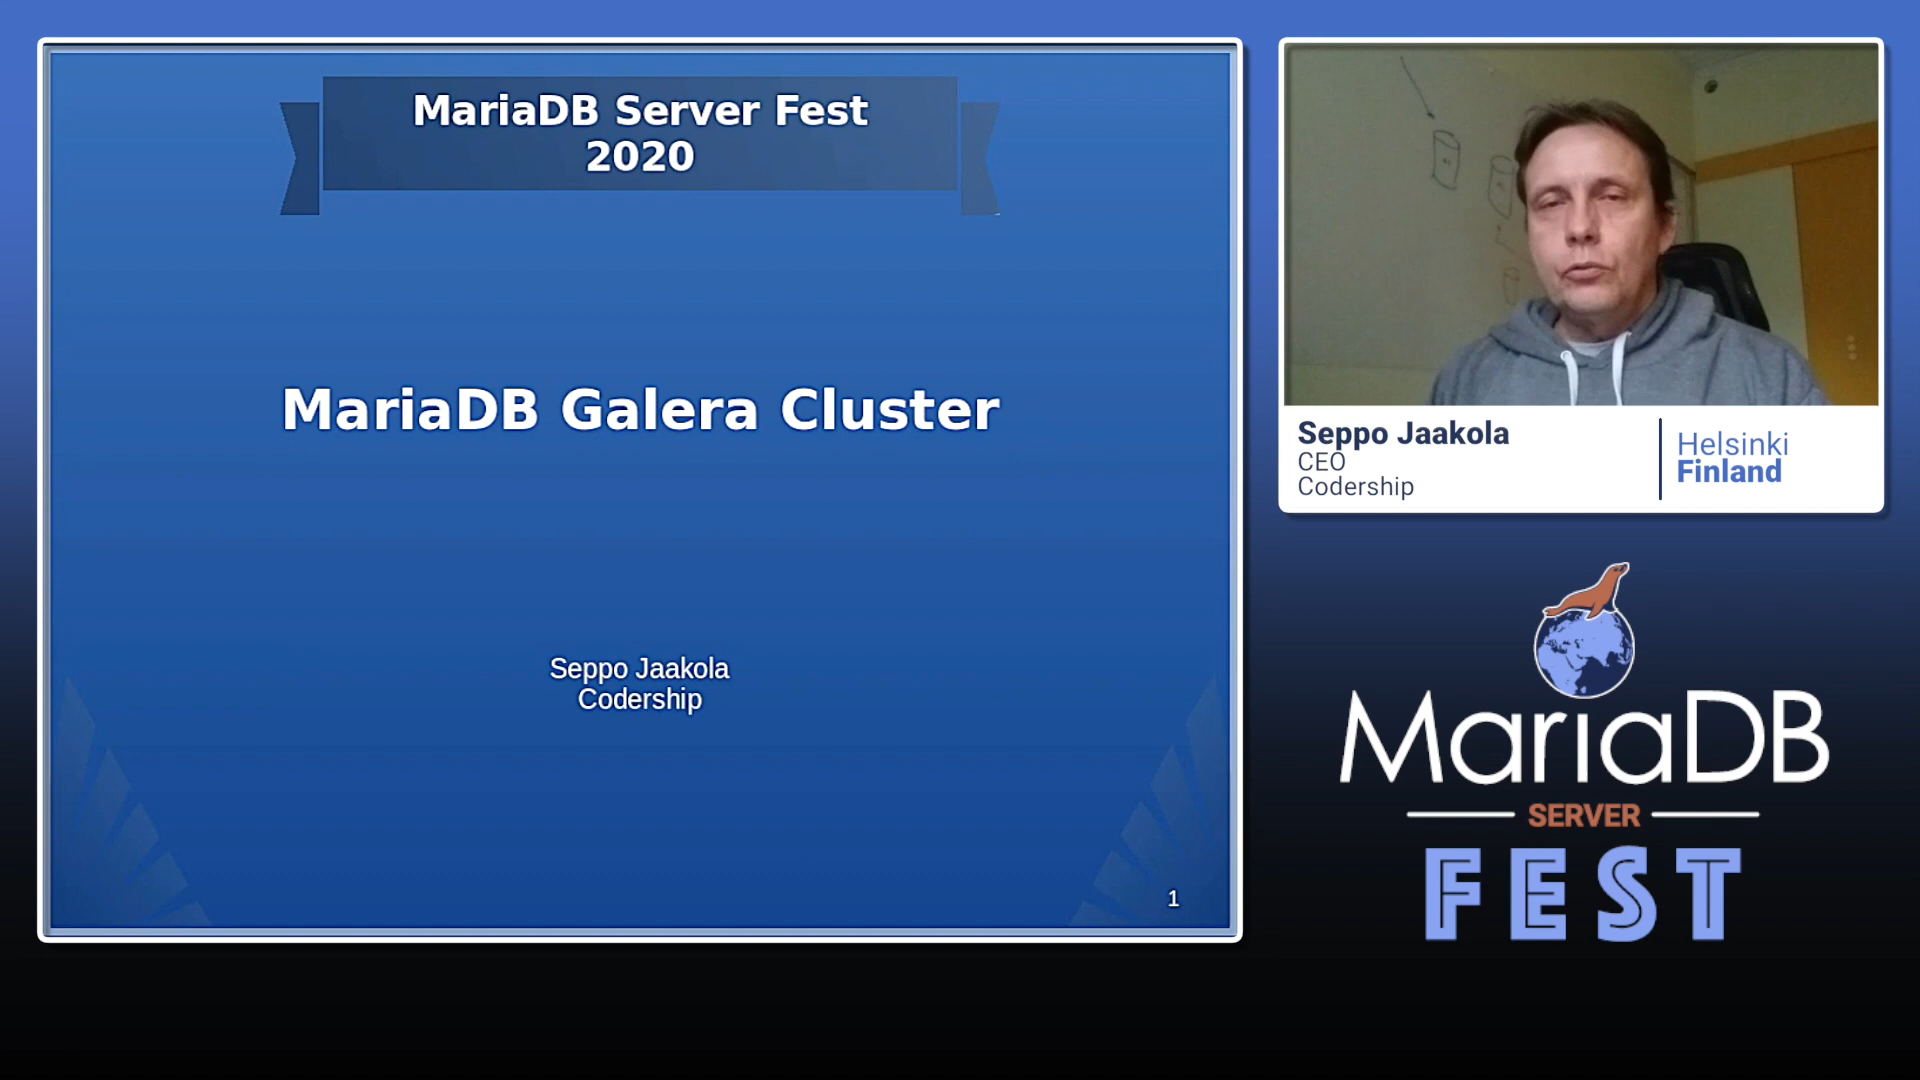 MariaDB Server Fest
2020
MariaDB Galera Cluster
Seppo Jaakola
Codership
1
Seppo Jaakola
CEO
Codership
Helsinki
Finland
MariaDB
SERVER
FEST